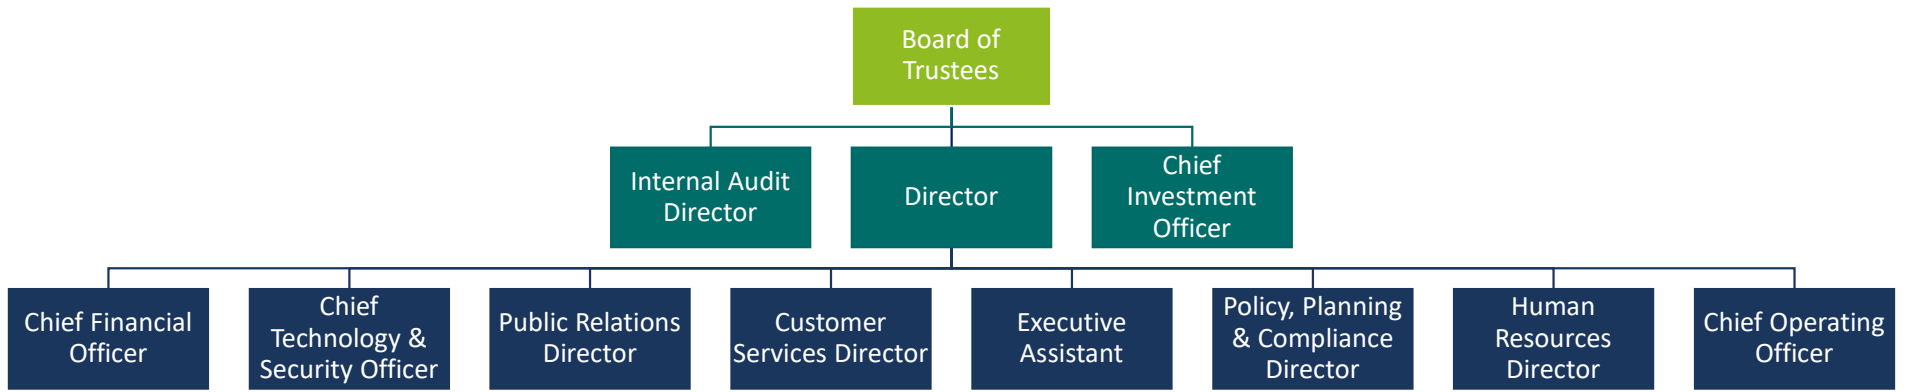 Board of
Trustees
Internal Audit
Director
Director
Chief
Investment
Officer
Chief Financial
Officer
Chief
Technology &
Security Officer
Public Relations
Director
Customer
Services Director
Executive
Assistant
Policy, Planning
& Compliance
Director
Human
Resources
Director
Chief Operating
Officer